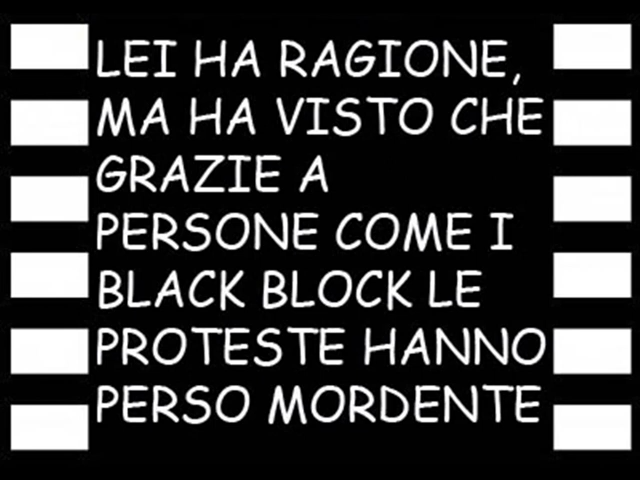 LEI HA RAGIONE,
MA HA VISTO CHE
GRAZIE A
PERSONE COME I
BLACK BLOCK LE
PROTESTE HANNO
PERSO MORDENTE